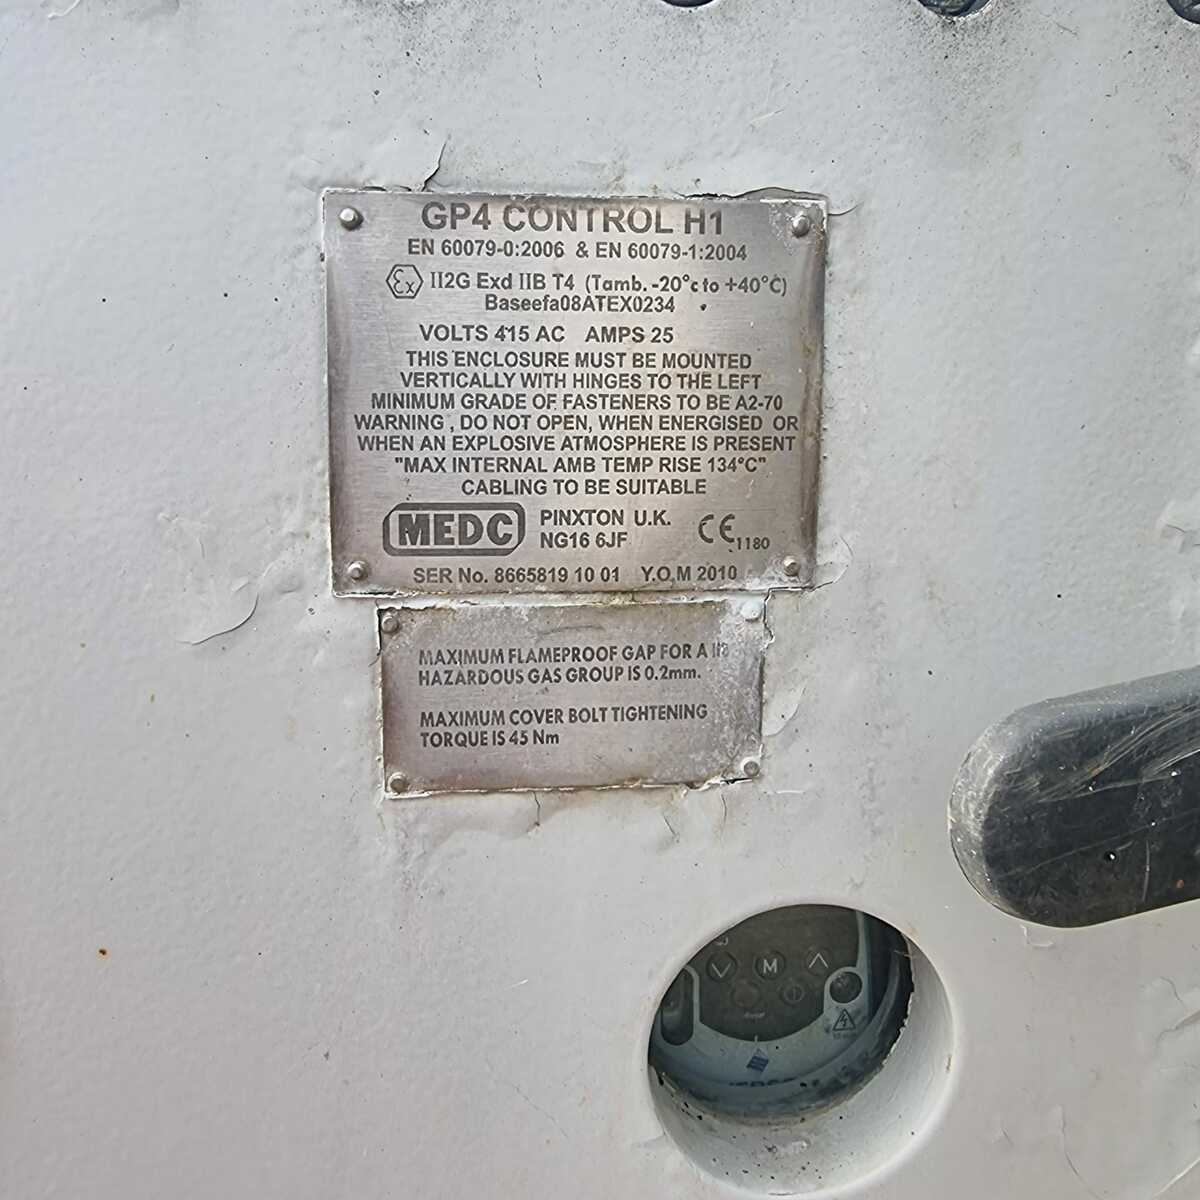 GP4 CONTROL H1
EN 60079-0:2006 & EN 60079-1:2004
Ex II2G Exd IIB T4 (Tamb. -20°c to +40°C)
Baseefa08ATEX0234
VOLTS 415 AC AMPS 25
THIS ENCLOSURE MUST BE MOUNTED
VERTICALLY WITH HINGES TO THE LEFT
MINIMUM GRADE OF FASTENERS TO BE A2-70
WARNING , DO NOT OPEN, WHEN ENERGISED OR
WHEN AN EXPLOSIVE ATMOSPHERE IS PRESENT
"MAX INTERNAL AMB TEMP RISE 134°C"
CABLING TO BE SUITABLE
MEDC PINXTON U.K.
NG16 6JF CE 1180
SER No. 8665819 10 01 Y.O.M 2010
MAXIMUM FLAMEPROOF GAP FOR A IIB
HAZARDOUS GAS GROUP IS 0.2mm.
MAXIMUM COVER BOLT TIGHTENING
TORQUE IS 45 Nm
M